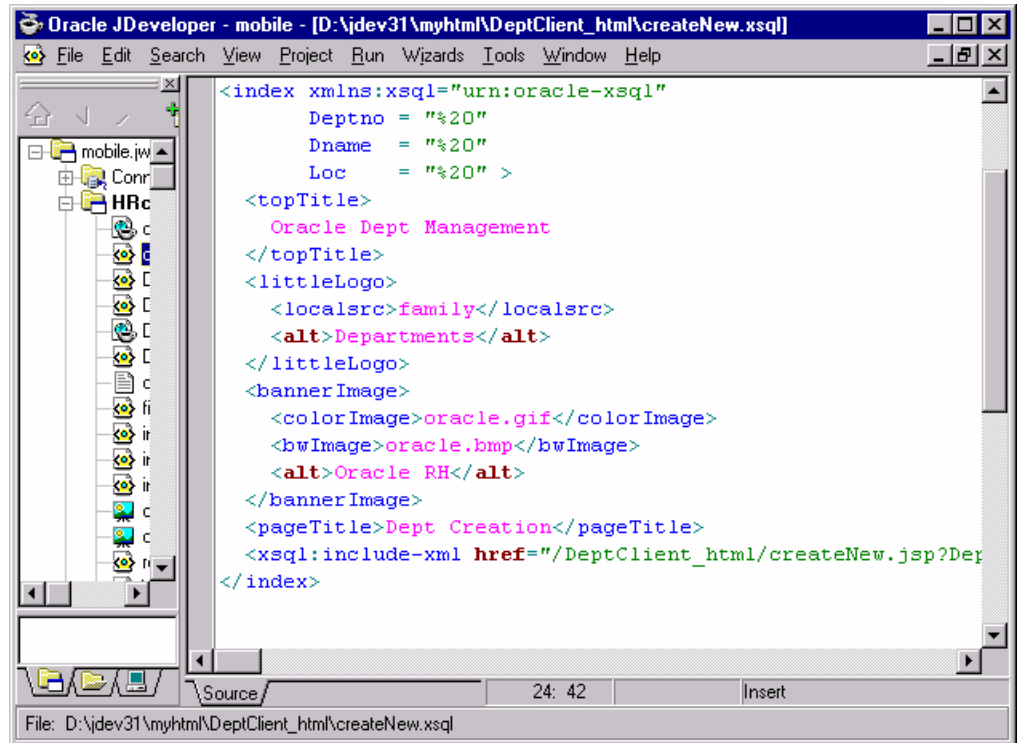 Oracle JDeveloper - mobile - [D:\jdev31\myhtml\DeptClient_html\createNew.xsql]
File Edit Search View Project Run Wizards Tools Window Help
mobile.jw
Conn
HRc
<index xmlns:xsql="urn:oracle-xsql"
Deptno = "%20"
Dname = "%20"
Loc = "%20" >
<topTitle>
Oracle Dept Management
</topTitle>
<littleLogo>
<localsrc>family</localsrc>
<alt>Departments</alt>
</littleLogo>
<bannerImage>
<colorImage>oracle.gif</colorImage>
<bwImage>oracle.bmp</bwImage>
<alt>Oracle RH</alt>
</bannerImage>
<pageTitle>Dept Creation</pageTitle>
<xsql:include-xml href="/DeptClient_html/createNew.jsp?Dep
</index>
Source
24: 42
Insert
File: D:\jdev31\myhtml\DeptClient_html\createNew.xsql